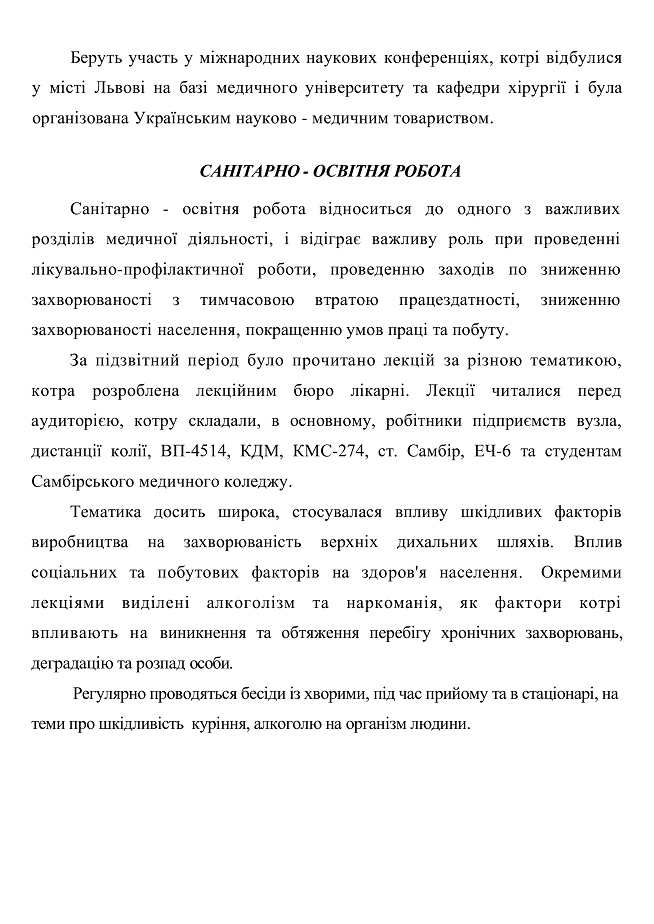 Беруть участь у міжнародних наукових конференціях, котрі відбулися
у місті Львові на базі медичного університету та кафедри хірургії і була
організована Українським науково - медичним товариством.
САНІТАРНО - ОСВІТНЯ РОБОТА
Санітарно - освітня робота відноситься до одного з важливих
розділів медичної діяльності, і відіграє важливу роль при проведенні
лікувально-профілактичної роботи, проведенню заходів по зниженню
захворюваності з тимчасовою втратою працездатності, зниженню
захворюваності населення, покращенню умов праці та побуту.
За підзвітний період було прочитано лекцій за різною тематикою,
котра розроблена лекційним бюро лікарні. Лекції читалися перед
аудиторією, котру складали, в основному, робітники підприємств вузла,
дистанції колії, ВП-4514, КДМ, КМС-274, ст. Самбір, ЕЧ-6 та студентам
Самбірського медичного коледжу.
Тематика досить широка, стосувалася впливу шкідливих факторів
виробництва на захворюваність верхніх дихальних шляхів. Вплив
соціальних та побутових факторів на здоров'я населення. Окремими
лекціями виділені алкоголізм та наркоманія, як фактори котрі
впливають на виникнення та обтяження перебігу хронічних захворювань,
деградацію та розпад особи.
Регулярно проводяться бесіди із хворими, під час прийому та в стаціонарі, на
теми про шкідливість куріння, алкоголю на організм людини.